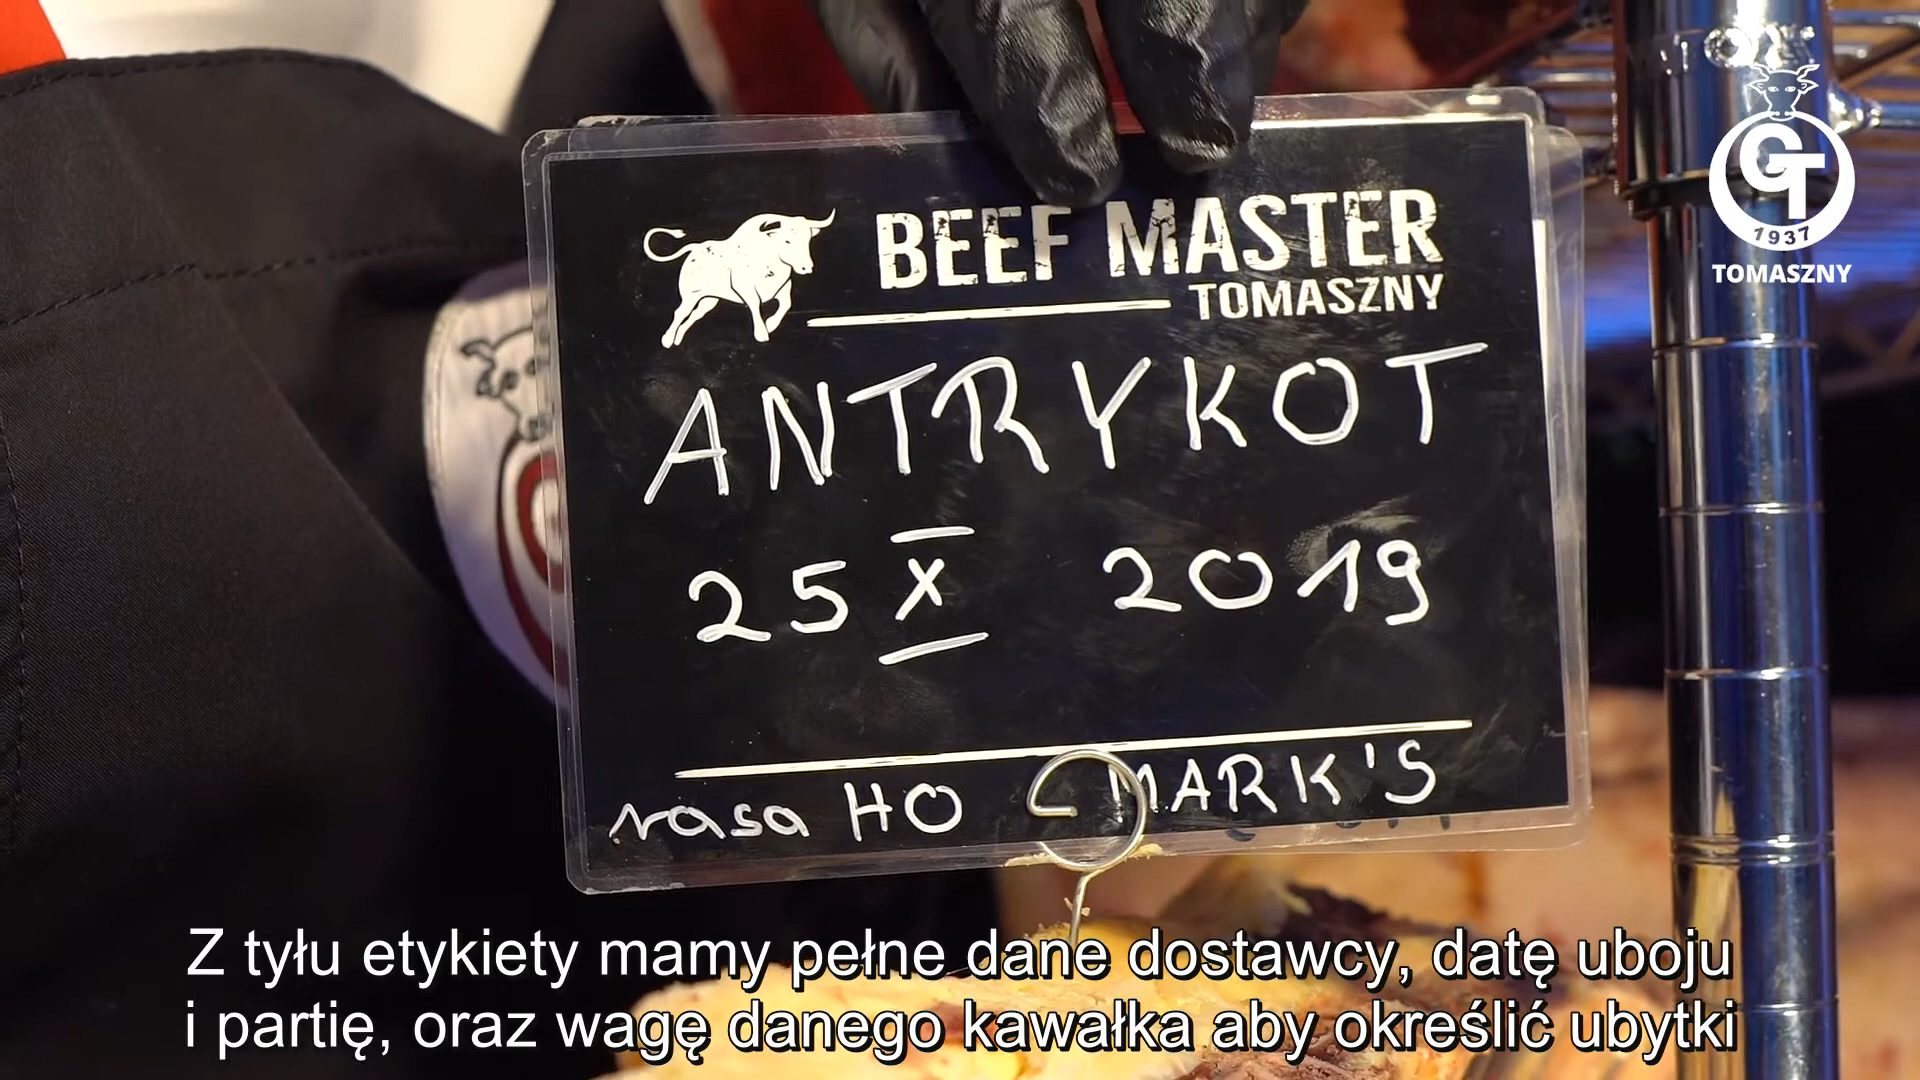 GT
1937
TOMASZNY
BEEF MASTER
TOMASZNY
ANTRYKOT
25 X 2019
rasa HO MARK'S
Z tyłu etykiety mamy pełne dane dostawcy, datę uboju
i partię, oraz wagę danego kawałka aby określić ubytki